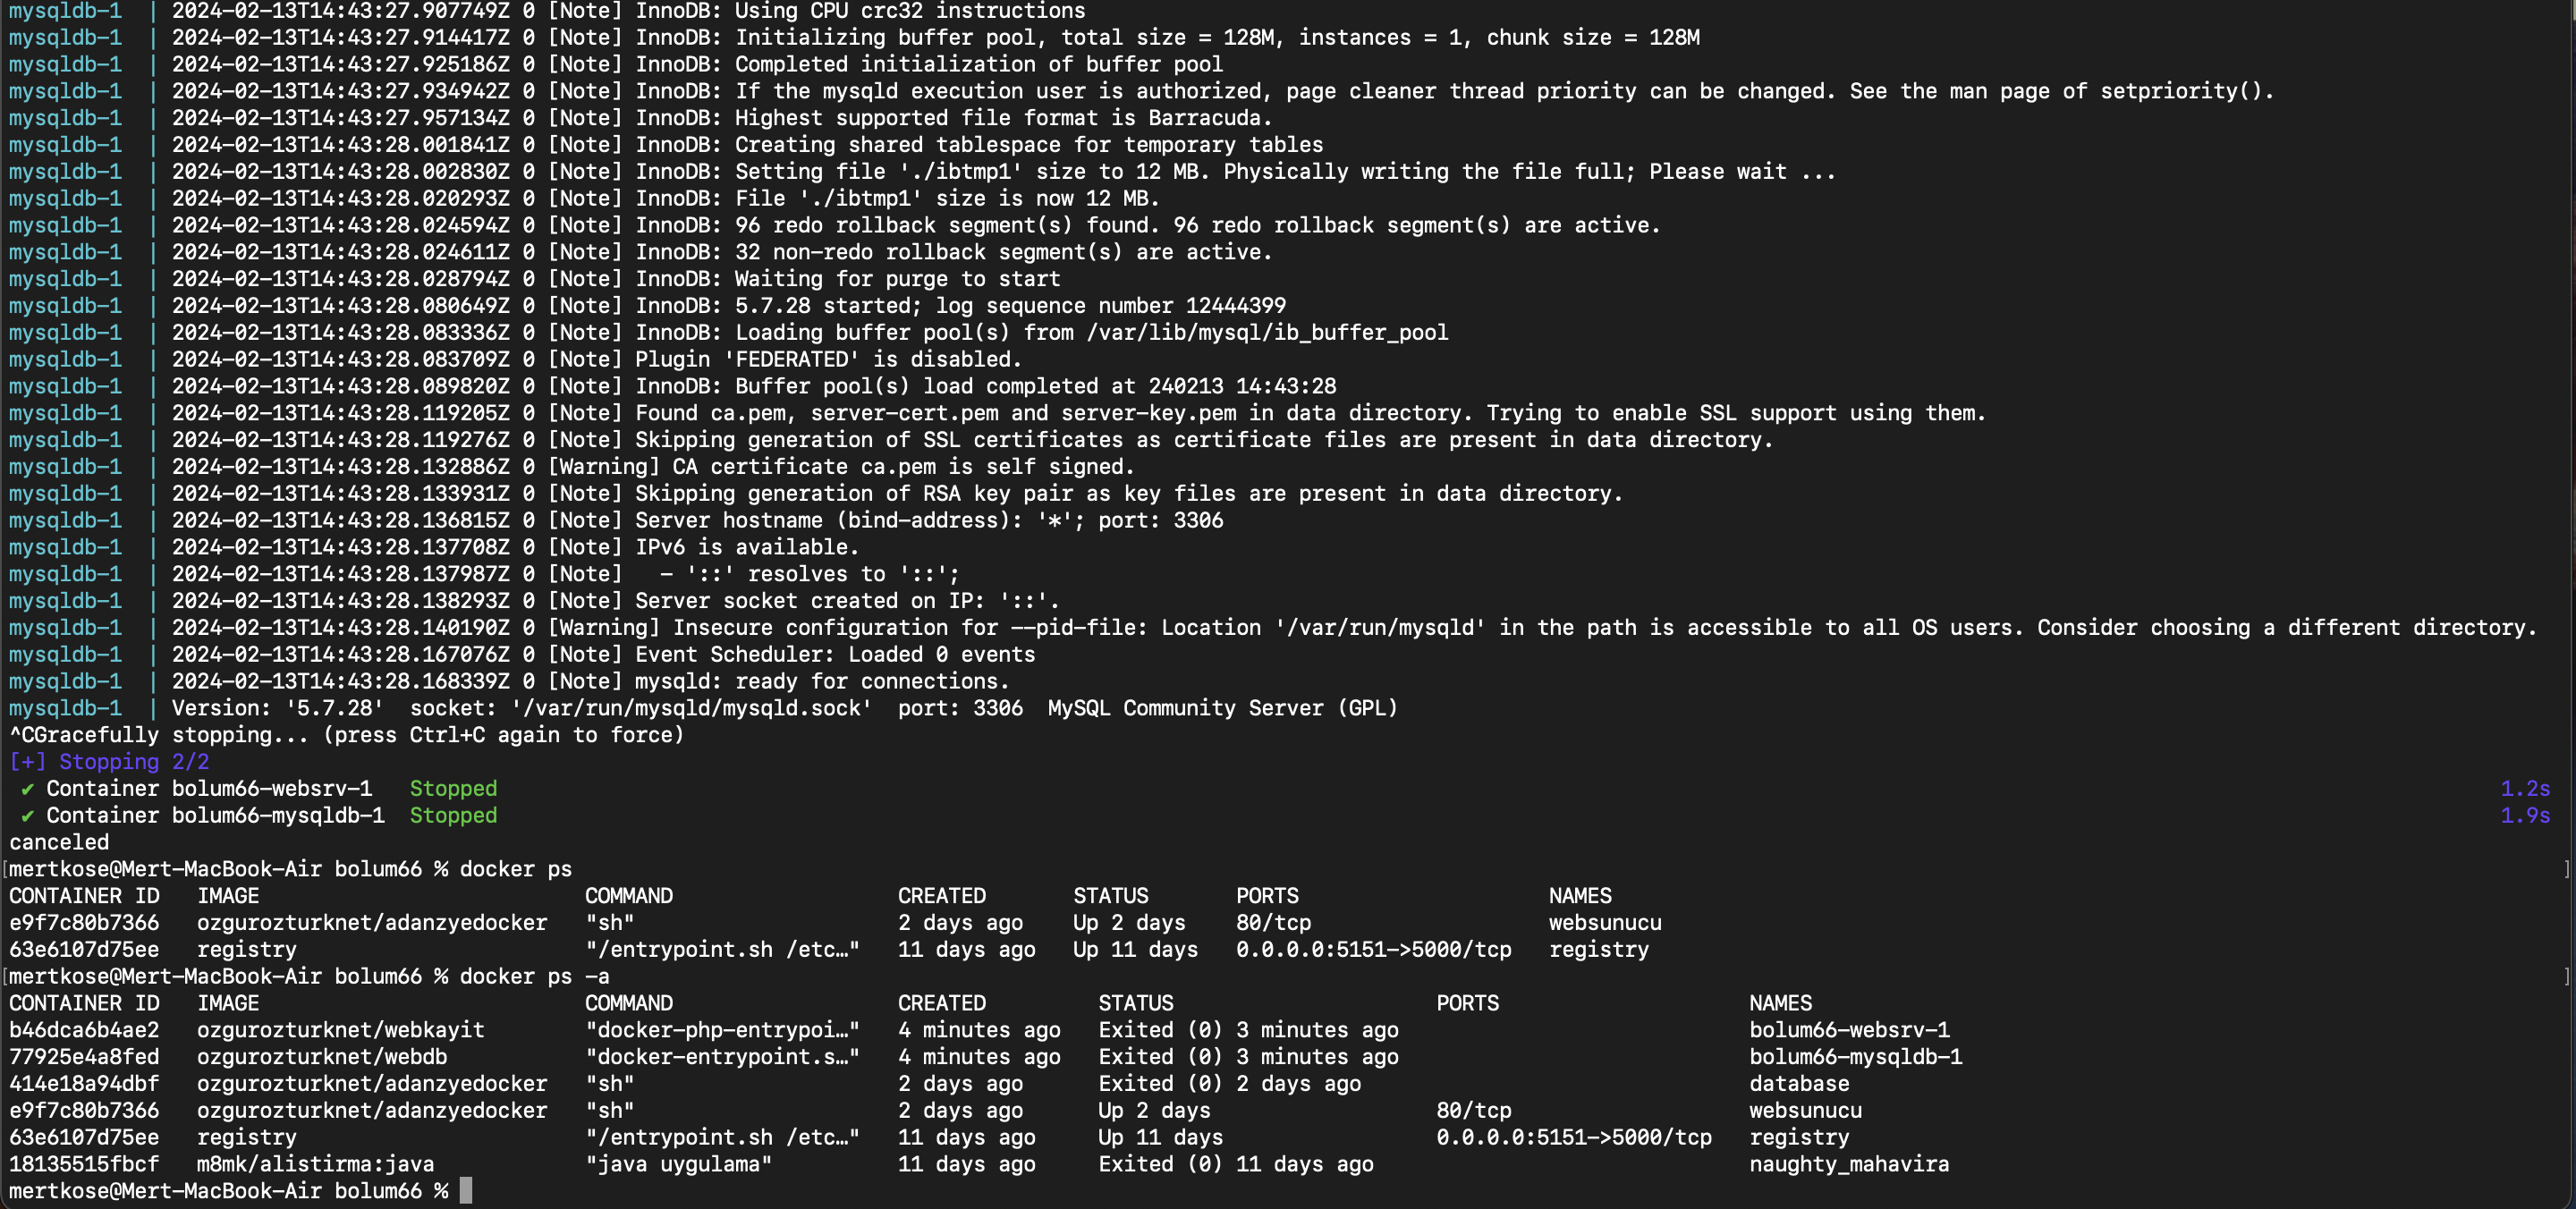 mysqldb-1  | 2024-02-13T14:43:27.907749Z 0 [Note] InnoDB: Using CPU crc32 instructions
mysqldb-1  | 2024-02-13T14:43:27.914417Z 0 [Note] InnoDB: Initializing buffer pool, total size = 128M, instances = 1, chunk size = 128M
mysqldb-1  | 2024-02-13T14:43:27.925186Z 0 [Note] InnoDB: Completed initialization of buffer pool
mysqldb-1  | 2024-02-13T14:43:27.934942Z 0 [Note] InnoDB: If the mysqld execution user is authorized, page cleaner thread priority can be changed. See the man page of setpriority().
mysqldb-1  | 2024-02-13T14:43:27.957134Z 0 [Note] InnoDB: Highest supported file format is Barracuda.
mysqldb-1  | 2024-02-13T14:43:28.001841Z 0 [Note] InnoDB: Creating shared tablespace for temporary tables
mysqldb-1  | 2024-02-13T14:43:28.002830Z 0 [Note] InnoDB: Setting file './ibtmp1' size to 12 MB. Physically writing the file full; Please wait ...
mysqldb-1  | 2024-02-13T14:43:28.020293Z 0 [Note] InnoDB: File './ibtmp1' size is now 12 MB.
mysqldb-1  | 2024-02-13T14:43:28.024594Z 0 [Note] InnoDB: 96 redo rollback segment(s) found. 96 redo rollback segment(s) are active.
mysqldb-1  | 2024-02-13T14:43:28.024611Z 0 [Note] InnoDB: 32 non-redo rollback segment(s) are active.
mysqldb-1  | 2024-02-13T14:43:28.028794Z 0 [Note] InnoDB: Waiting for purge to start
mysqldb-1  | 2024-02-13T14:43:28.080649Z 0 [Note] InnoDB: 5.7.28 started; log sequence number 12444399
mysqldb-1  | 2024-02-13T14:43:28.083336Z 0 [Note] InnoDB: Loading buffer pool(s) from /var/lib/mysql/ib_buffer_pool
mysqldb-1  | 2024-02-13T14:43:28.083709Z 0 [Note] Plugin 'FEDERATED' is disabled.
mysqldb-1  | 2024-02-13T14:43:28.089820Z 0 [Note] InnoDB: Buffer pool(s) load completed at 240213 14:43:28
mysqldb-1  | 2024-02-13T14:43:28.119205Z 0 [Note] Found ca.pem, server-cert.pem and server-key.pem in data directory. Trying to enable SSL support using them.
mysqldb-1  | 2024-02-13T14:43:28.119276Z 0 [Note] Skipping generation of SSL certificates as certificate files are present in data directory.
mysqldb-1  | 2024-02-13T14:43:28.132886Z 0 [Warning] CA certificate ca.pem is self signed.
mysqldb-1  | 2024-02-13T14:43:28.133931Z 0 [Note] Skipping generation of RSA key pair as key files are present in data directory.
mysqldb-1  | 2024-02-13T14:43:28.136815Z 0 [Note] Server hostname (bind-address): '*'; port: 3306
mysqldb-1  | 2024-02-13T14:43:28.137708Z 0 [Note] IPv6 is available.
mysqldb-1  | 2024-02-13T14:43:28.137987Z 0 [Note]   - '::' resolves to '::';
mysqldb-1  | 2024-02-13T14:43:28.138293Z 0 [Note] Server socket created on IP: '::'.
mysqldb-1  | 2024-02-13T14:43:28.140190Z 0 [Warning] Insecure configuration for --pid-file: Location '/var/run/mysqld' in the path is accessible to all OS users. Consider choosing a different directory.
mysqldb-1  | 2024-02-13T14:43:28.167076Z 0 [Note] Event Scheduler: Loaded 0 events
mysqldb-1  | 2024-02-13T14:43:28.168339Z 0 [Note] mysqld: ready for connections.
mysqldb-1  | Version: '5.7.28'  socket: '/var/run/mysqld/mysqld.sock'  port: 3306  MySQL Community Server (GPL)
^CGracefully stopping... (press Ctrl+C again to force)
[+] Stopping 2/2
 ✔ Container bolum66-websrv-1   Stopped   1.2s
 ✔ Container bolum66-mysqldb-1  Stopped   1.9s
canceled
[mertkose@Mert-MacBook-Air bolum66 % docker ps ]
CONTAINER ID   IMAGE                          COMMAND                  CREATED       STATUS       PORTS                    NAMES
e9f7c80b7366   ozgurozturknet/adanzyedocker   "sh"                     2 days ago    Up 2 days    80/tcp                   websunucu
63e6107d75ee   registry                       "/entrypoint.sh /etc…"   11 days ago   Up 11 days   0.0.0.0:5151->5000/tcp   registry
[mertkose@Mert-MacBook-Air bolum66 % docker ps -a ]
CONTAINER ID   IMAGE                          COMMAND                  CREATED         STATUS                     PORTS                    NAMES
b46dca6b4ae2   ozgurozturknet/webkayit        "docker-php-entrypoi…"   4 minutes ago   Exited (0) 3 minutes ago                            bolum66-websrv-1
77925e4a8fed   ozgurozturknet/webdb           "docker-entrypoint.s…"   4 minutes ago   Exited (0) 3 minutes ago                            bolum66-mysqldb-1
414e18a94dbf   ozgurozturknet/adanzyedocker   "sh"                     2 days ago      Exited (0) 2 days ago                               database
e9f7c80b7366   ozgurozturknet/adanzyedocker   "sh"                     2 days ago      Up 2 days                  80/tcp                   websunucu
63e6107d75ee   registry                       "/entrypoint.sh /etc…"   11 days ago     Up 11 days                 0.0.0.0:5151->5000/tcp   registry
18135515fbcf   m8mk/alistirma:java            "java uygulama"          11 days ago     Exited (0) 11 days ago                              naughty_mahavira
mertkose@Mert-MacBook-Air bolum66 %